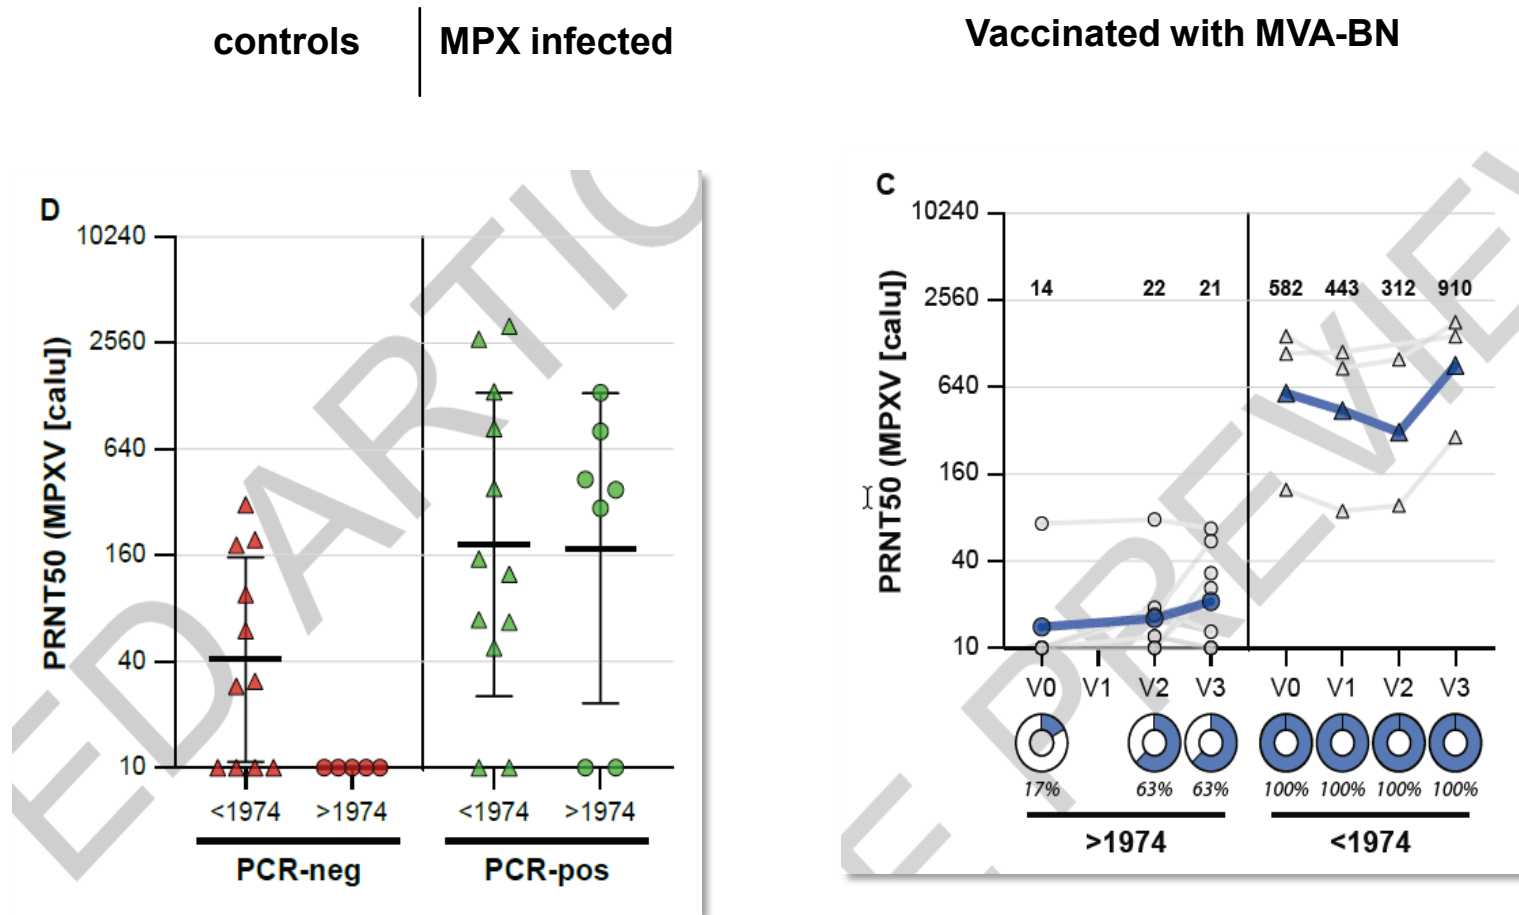 controls
MPX infected
Vaccinated with MVA-BN
D
10240
2560
640
160
40
10
PRNT50 (MPXV [calu])
<1974 >1974 <1974 >1974
PCR-neg PCR-pos
ED ARTIC
C
10240
2560
640
160
40
10
PRNT50 (MPXV [calu])
14 22 21 582 443 312 910
V0 V1 V2 V3 V0 V1 V2 V3
17% 63% 63% 100% 100% 100% 100%
>1974 <1974
E PREVIEW